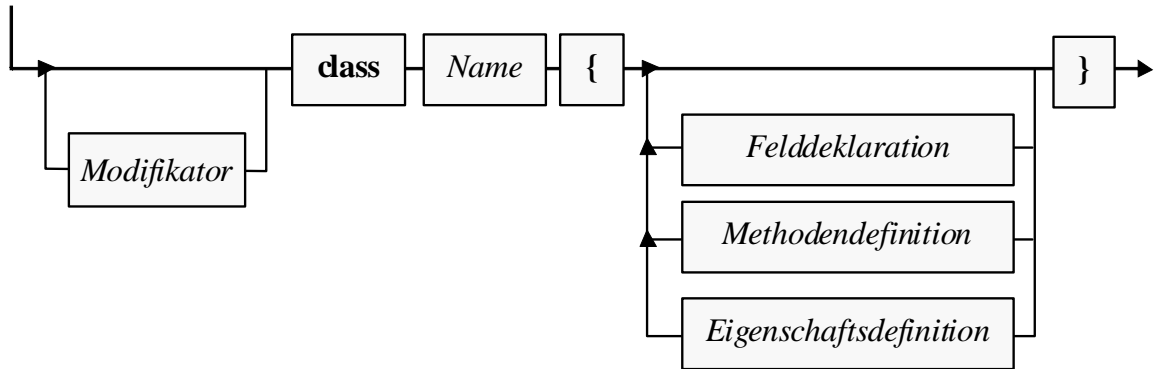 class Name { }
Modifikator
Felddeklaration
Methodendefinition
Eigenschaftsdefinition